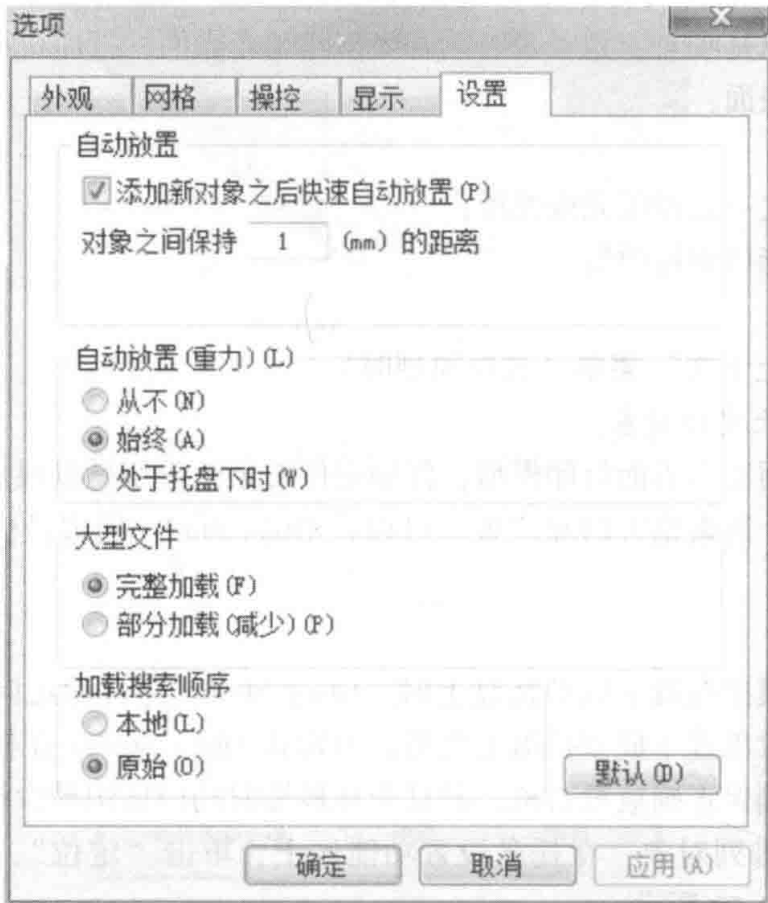 选项
外观 网格 操控 显示 设置
自动放置
添加新对象之后快速自动放置(P)
对象之间保持 1 (mm) 的距离
自动放置(重力)(L)
从不(N)
始终(A)
处于托盘下时(W)
大型文件
完整加载(F)
部分加载(减少)(P)
加载搜索顺序
本地(L)
原始(O)
默认(D)
确定 取消 应用(A)